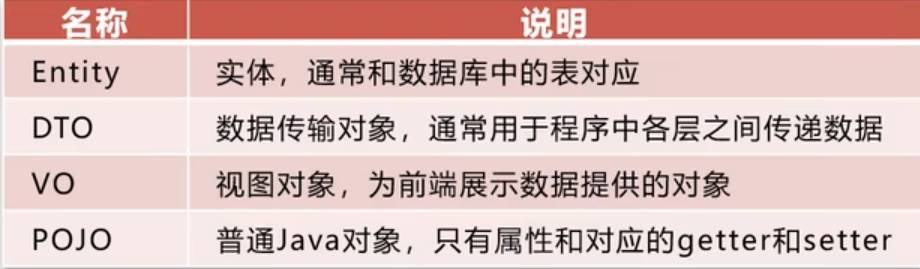 名称 说明
Entity 实体，通常和数据库中的表对应
DTO 数据传输对象，通常用于程序中各层之间传递数据
VO 视图对象，为前端展示数据提供的对象
POJO 普通Java对象，只有属性和对应的getter和setter